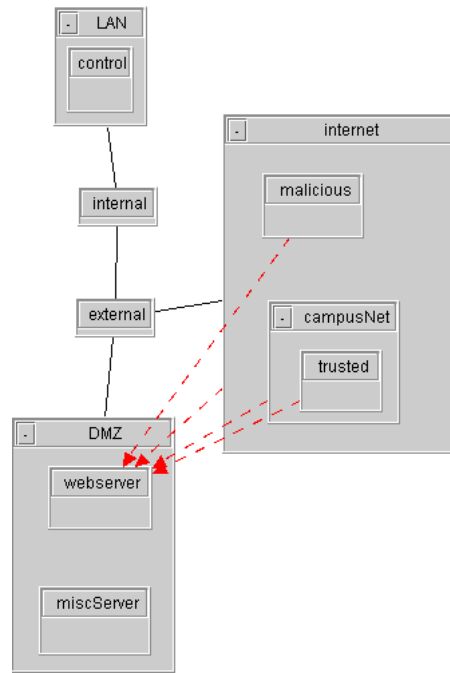 - LAN
control
- internet
malicious
internal
external
- campusNet
trusted
- DMZ
webserver
miscServer